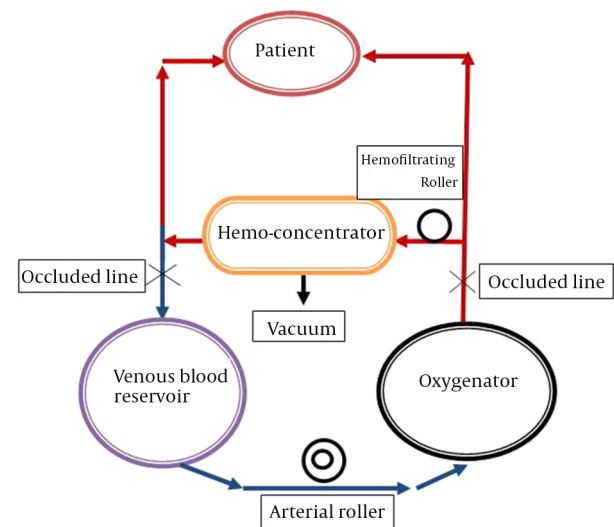 Patient
Hemofiltrating
Roller
Hemo-concentrator
Occluded line
Occluded line
Vacuum
Venous blood
reservoir
Oxygenator
Arterial roller